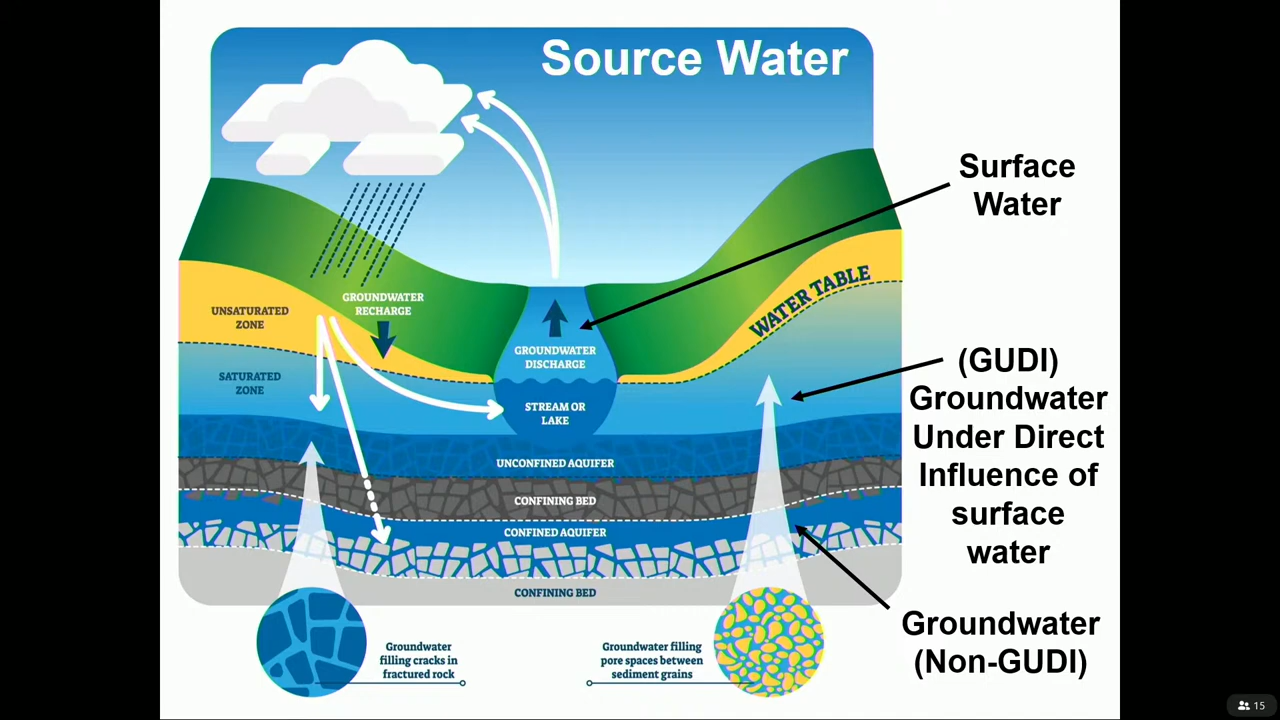 Source Water
Surface
Water
GROUNDWATER
RECHARGE
UNSATURATED
ZONE
WATER TABLE
GROUNDWATER
DISCHARGE
SATURATED
ZONE
STREAM OR
LAKE
(GUDI)
Groundwater
Under Direct
Influence of
surface
water
UNCONFINED AQUIFER
CONFINING BED
CONFINED AQUIFER
CONFINING BED
Groundwater
(Non-GUDI)
Groundwater
filling cracks in
fractured rock
Groundwater filling
pore spaces between
sediment grains
15